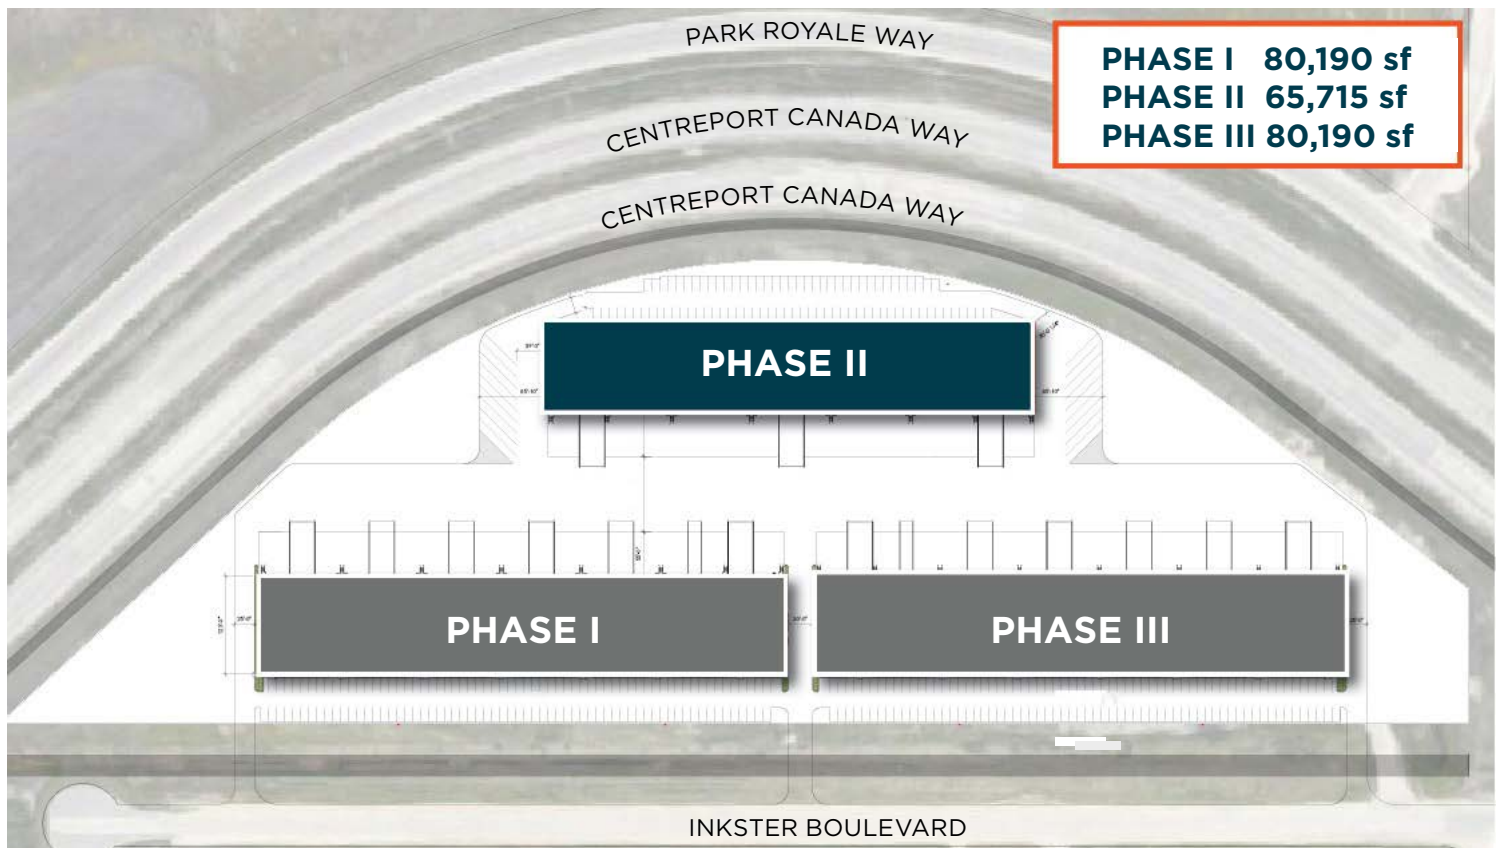 PARK ROYALE WAY
PHASE I 80,190 sf
PHASE II 65,715 sf
PHASE III 80,190 sf
CENTREPORT CANADA WAY
CENTREPORT CANADA WAY
PHASE II
PHASE I
PHASE III
INKSTER BOULEVARD